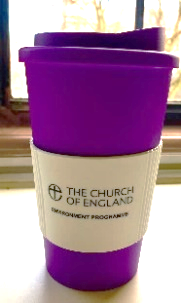 THE CHURCH
OF ENGLAND
ENVIRONMENT PROGRAMME